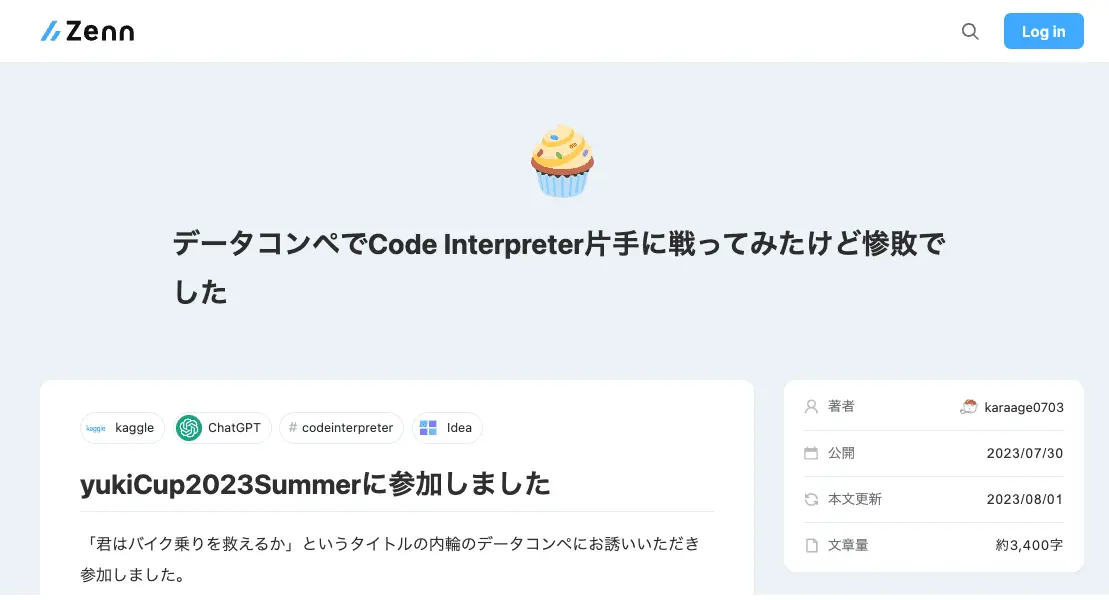 Zenn
Log in
データコンペでCode Interpreter片手に戦ってみたけど惨敗で
した
kaggle kaggle ChatGPT # codeinterpreter Idea
yukiCup2023Summerに参加しました
「君はバイク乗りを救えるか」というタイトルの内輪のデータコンペにお誘いいただき
参加しました。
著者 karaage0703
公開 2023/07/30
本文更新 2023/08/01
文章量 約3,400字